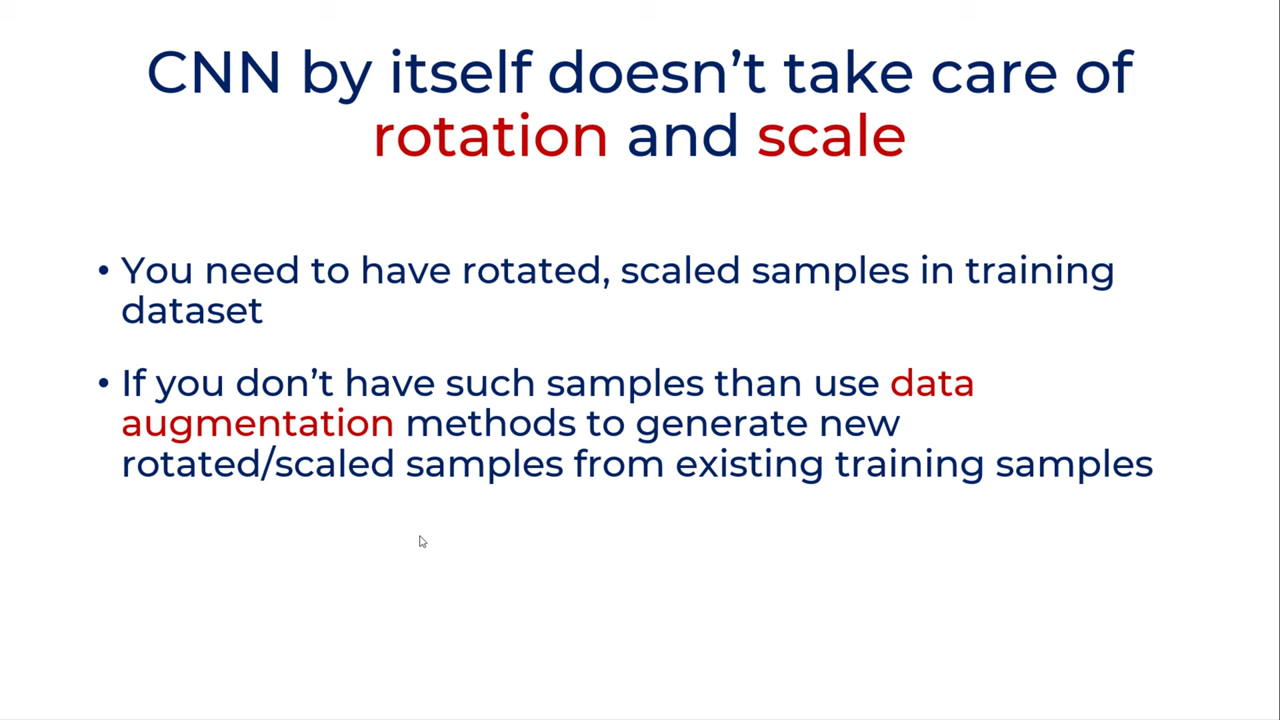 CNN by itself doesn’t take care of
rotation and scale
• You need to have rotated, scaled samples in training
dataset
• If you don’t have such samples than use data
augmentation methods to generate new
rotated/scaled samples from existing training samples